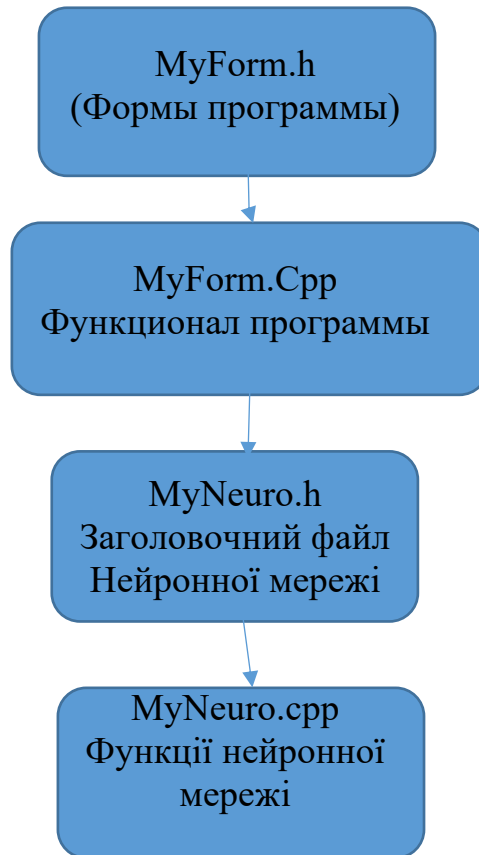 MyForm.h
(Формы программы)
MyForm.Cpp
Функционал программы
MyNeuro.h
Заголовочний файл
Нейронної мережі
MyNeuro.cpp
Функції нейронної
мережі